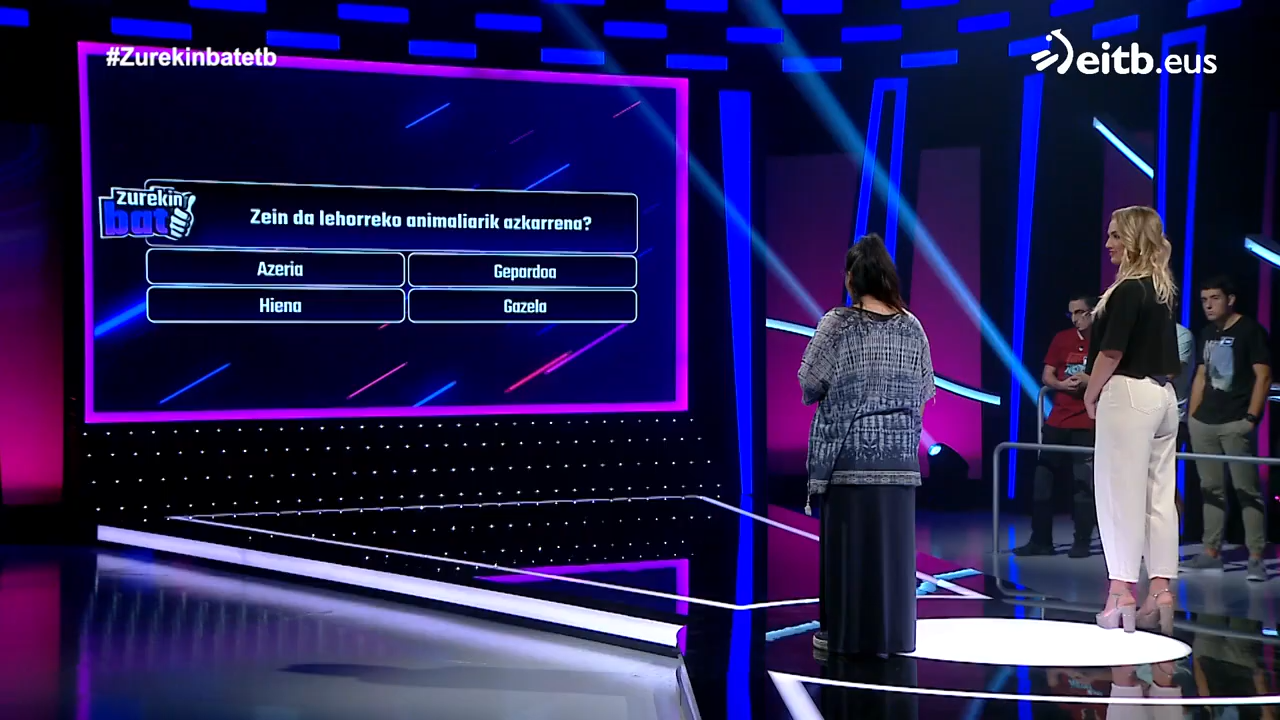 #Zurekinbatetb
eitb.eus
zurekin
bat
Zein da lehorreko animaliarik azkarrena?
Azeria
Gepardoa
Hiena
Gazela